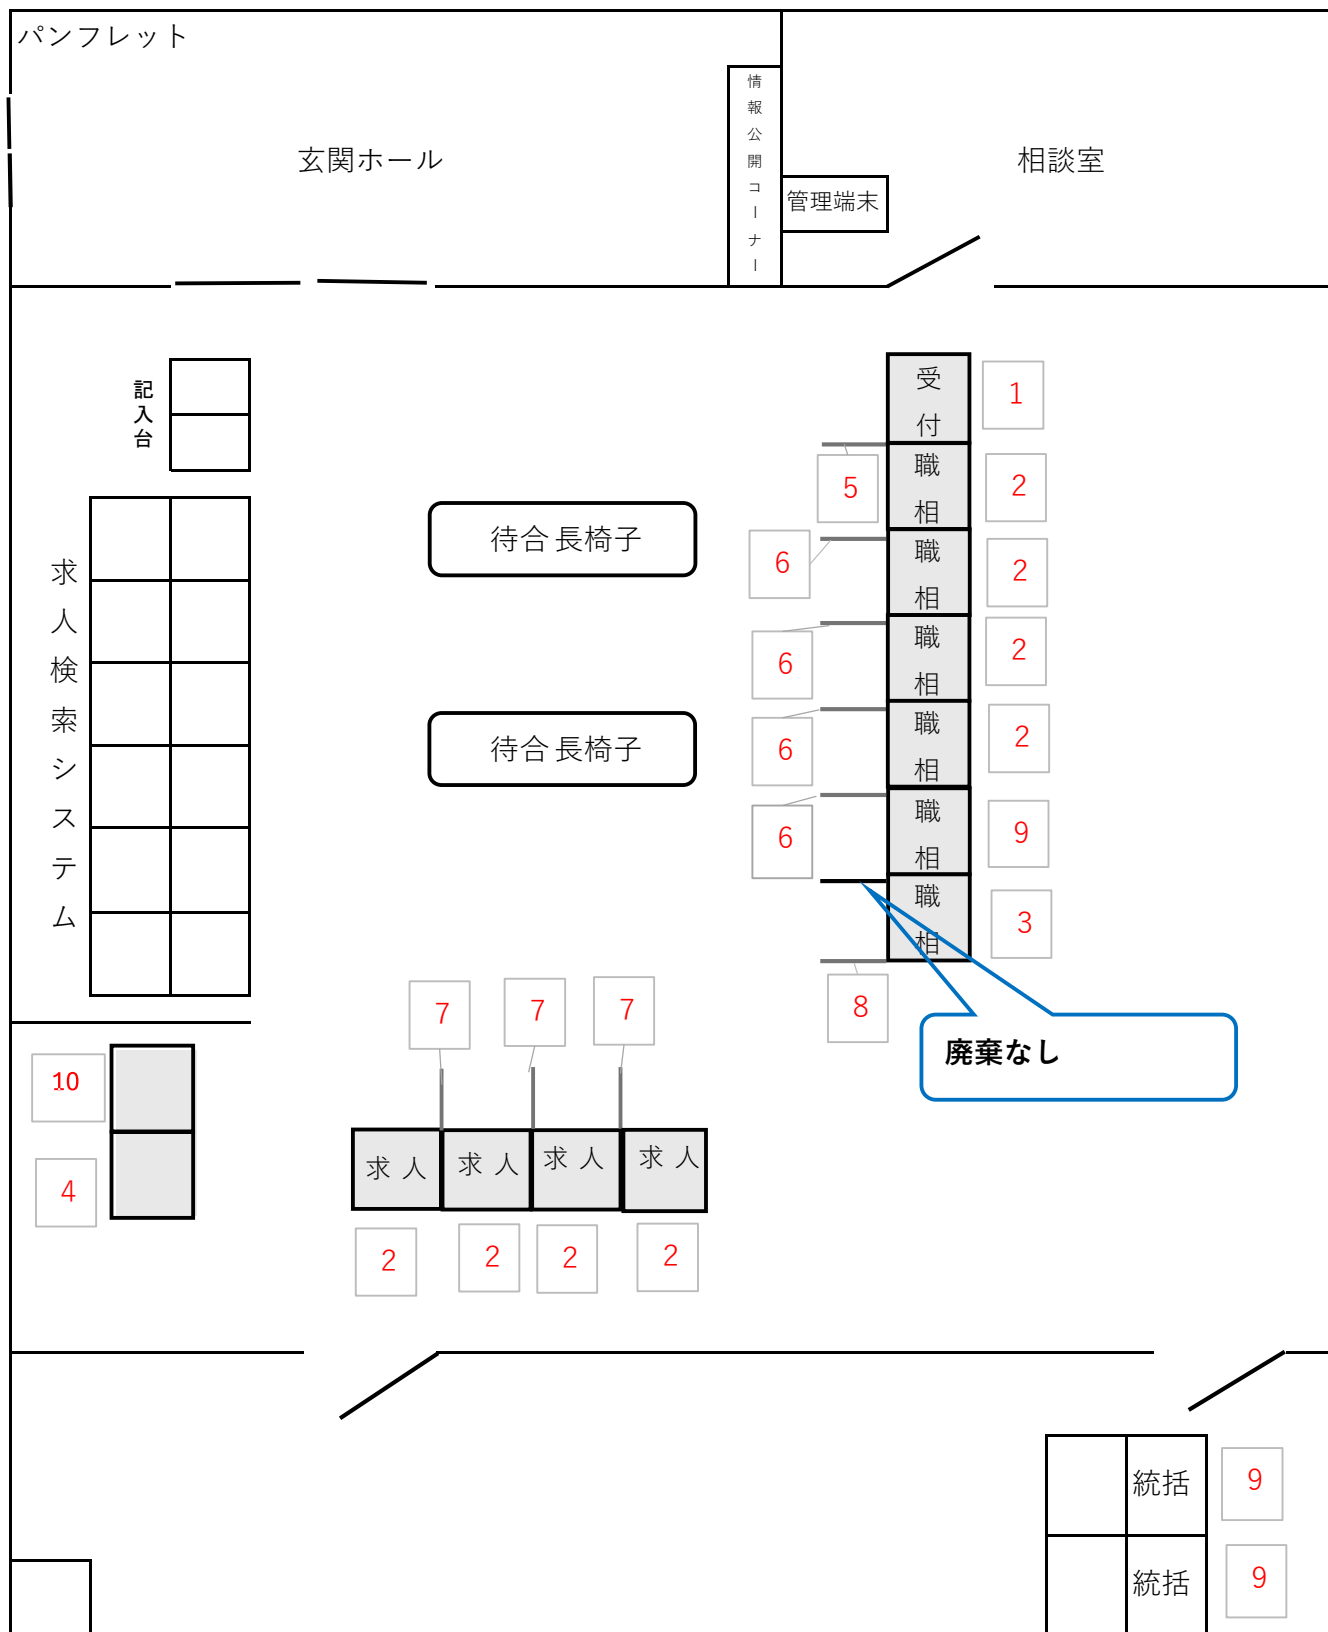 パンフレット
情報公開コーナー
玄関ホール
相談室
管理端末
受付
1
記入台
職相
2
5
待合長椅子
職相
2
6
求人検索システム
職相
2
6
職相
2
6
待合長椅子
職相
9
6
職相
3
8
廃棄なし
7
7
7
10
4
求人
求人
求人
求人
2
2
2
2
統括
9
統括
9